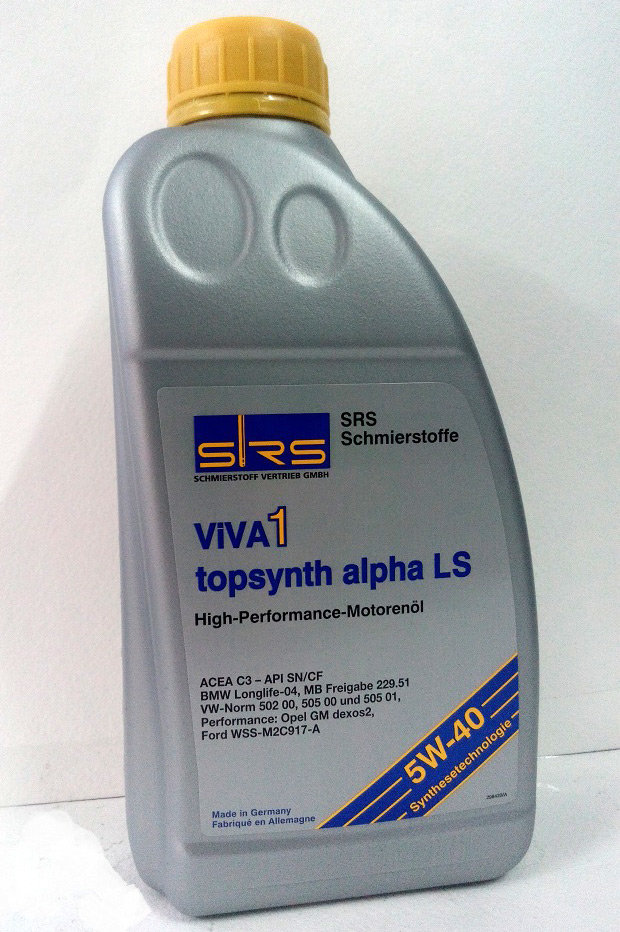 SRS
SCHMIERSTOFF VERTRIEB GMBH
SRS
Schmierstoffe
ViVA1
topsynth alpha LS
High-Performance-Motorenöl
ACEA C3 – API SN/CF
BMW Longlife-04, MB Freigabe 229.51
VW-Norm 502 00, 505 00 und 505 01,
Performance: Opel GM dexos2,
Ford WSS-M2C917-A
5W-40
Synthesetechnologie
Made in Germany
Fabriqué en Allemagne